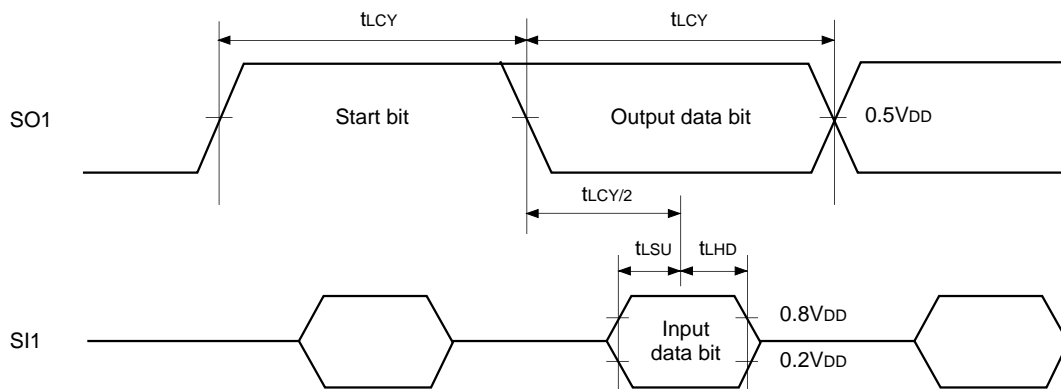 tLCY tLCY
SO1 Start bit Output data bit 0.5VDD
tLCY/2
tLSU tLHD
0.8VDD
SI1 Input
data bit
0.2VDD